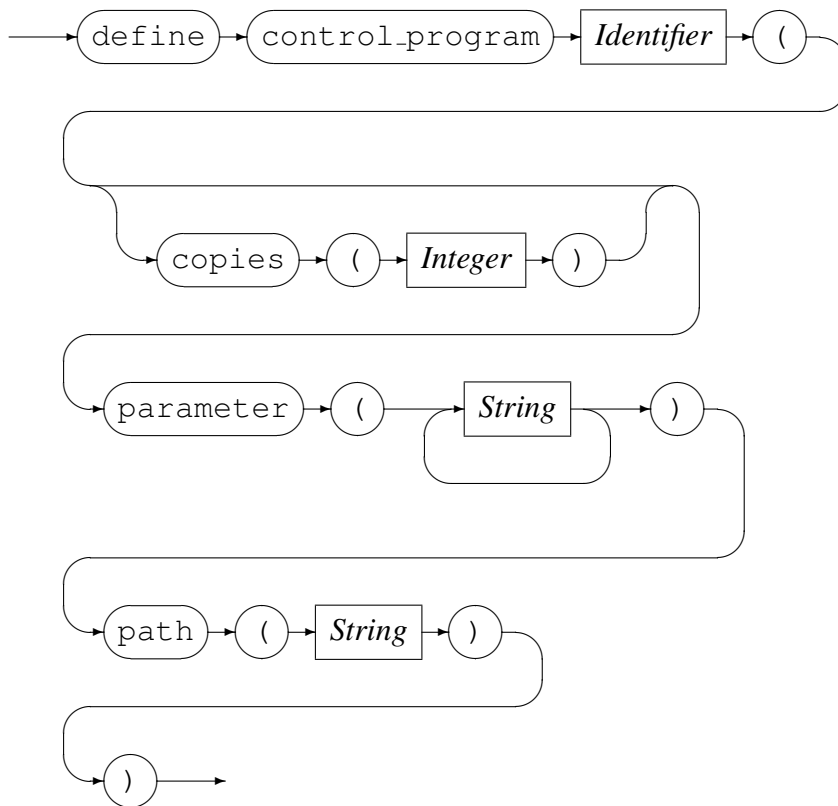 define control_program Identifier (
copies ( Integer )
parameter ( String )
path ( String )
)